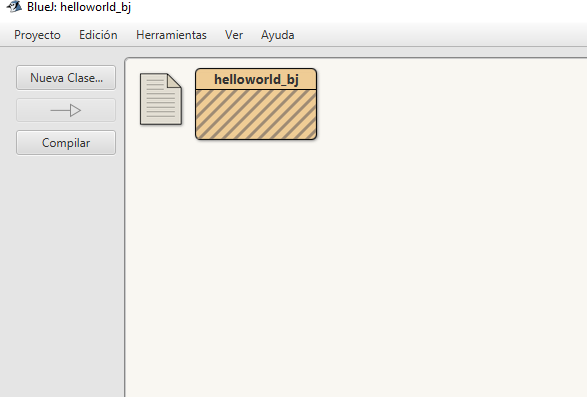 BlueJ: helloworld_bj
Proyecto Edición Herramientas Ver Ayuda
Nueva Clase...
helloworld_bj
Compilar